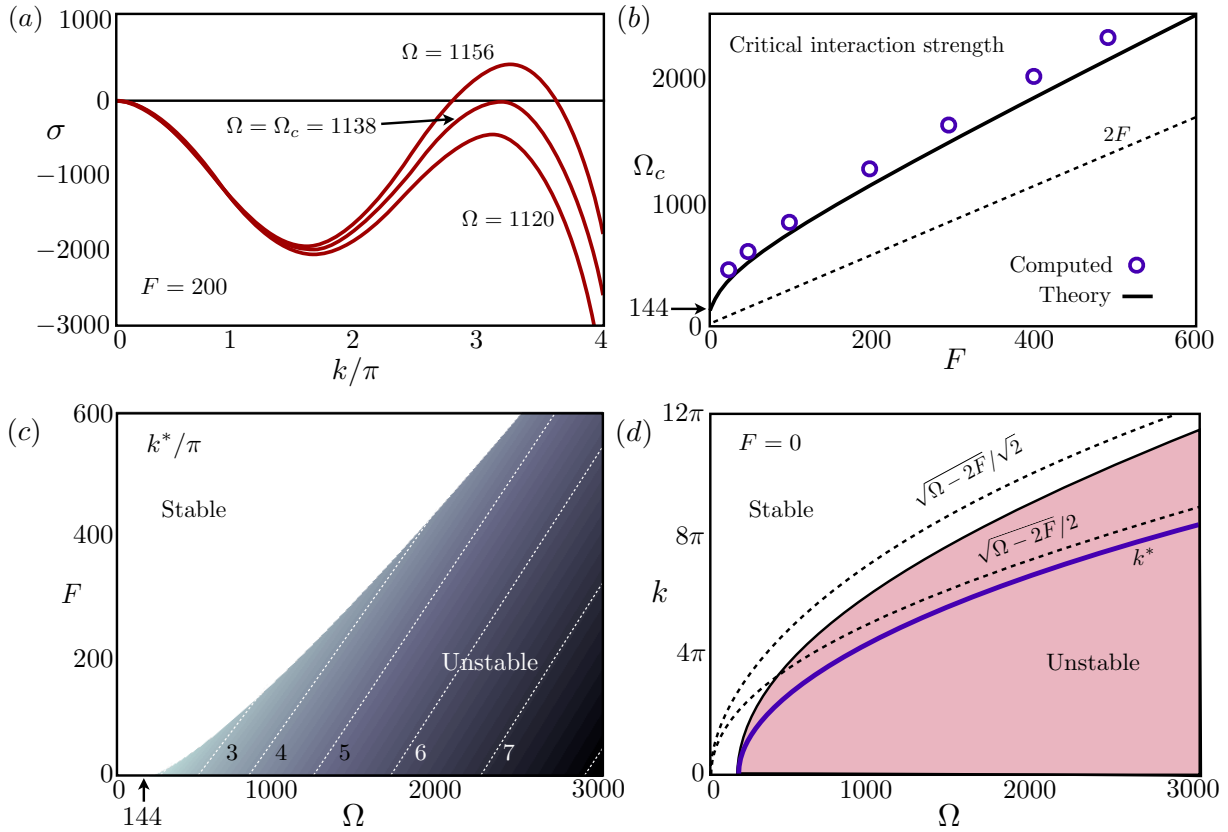 (a)
1000
0
−1000
−2000
−3000
σ
Ω = 1156
Ω = Ω_c = 1138
Ω = 1120
F = 200
0 1 2 3 4
k/π
(b)
Critical interaction strength
2000
1000
0
Ω_c
144
2F
Computed
Theory
0 200 400 600
F
(c)
600
400
200
0
F
k*/π
Stable
Unstable
3 4 5 6 7
0 1000 2000 3000
144
Ω
(d)
12π
8π
4π
0
k
F = 0
Stable
√Ω − 2F/√2
√Ω − 2F/2
k*
Unstable
0 1000 2000 3000
Ω